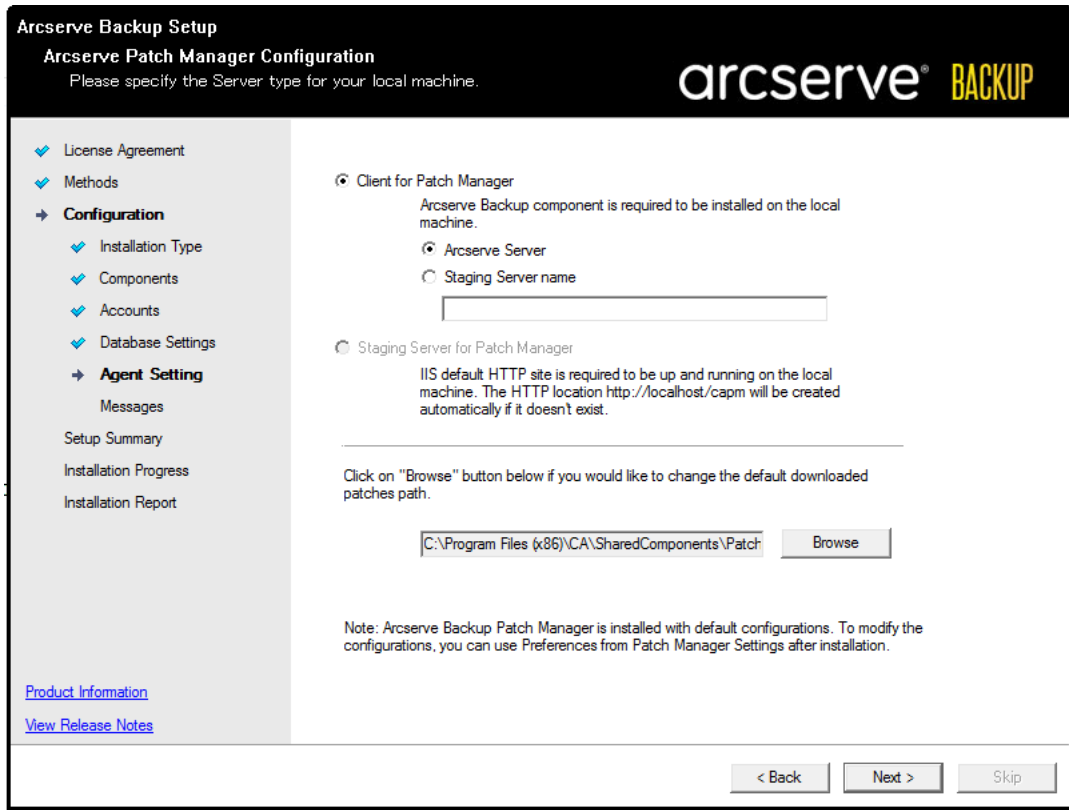 Arcserve Backup Setup
Arcserve Patch Manager Configuration
Please specify the Server type for your local machine.
arcserve® BACKUP
License Agreement
Methods
Configuration
Installation Type
Components
Accounts
Database Settings
Agent Setting
Messages
Setup Summary
Installation Progress
Installation Report
Product Information
View Release Notes
Client for Patch Manager
Arcserve Backup component is required to be installed on the local
machine.
Arcserve Server
Staging Server name
Staging Server for Patch Manager
IIS default HTTP site is required to be up and running on the local
machine. The HTTP location http://localhost/capm will be created
automatically if it doesn't exist.
Click on "Browse" button below if you would like to change the default downloaded
patches path.
C:\Program Files (x86)\CA\SharedComponents\Patch
Browse
Note: Arcserve Backup Patch Manager is installed with default configurations. To modify the
configurations, you can use Preferences from Patch Manager Settings after installation.
< Back
Next >
Skip